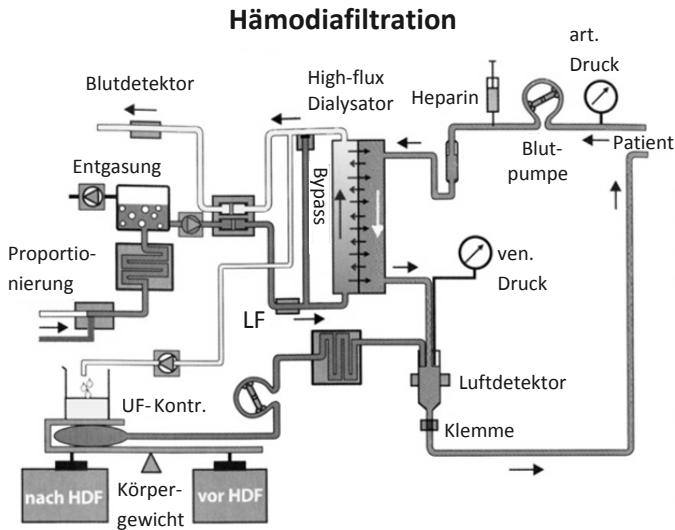 Hämodiafiltration
art.
Druck
Blutdetektor
High-flux
Dialysator
Heparin
Patient
Blut-
pumpe
Entgasung
Bypass
Proportio-
nierung
ven.
Druck
LF
Luftdetektor
UF-Kontr.
Klemme
nach HDF
Körper-
gewicht
vor HDF